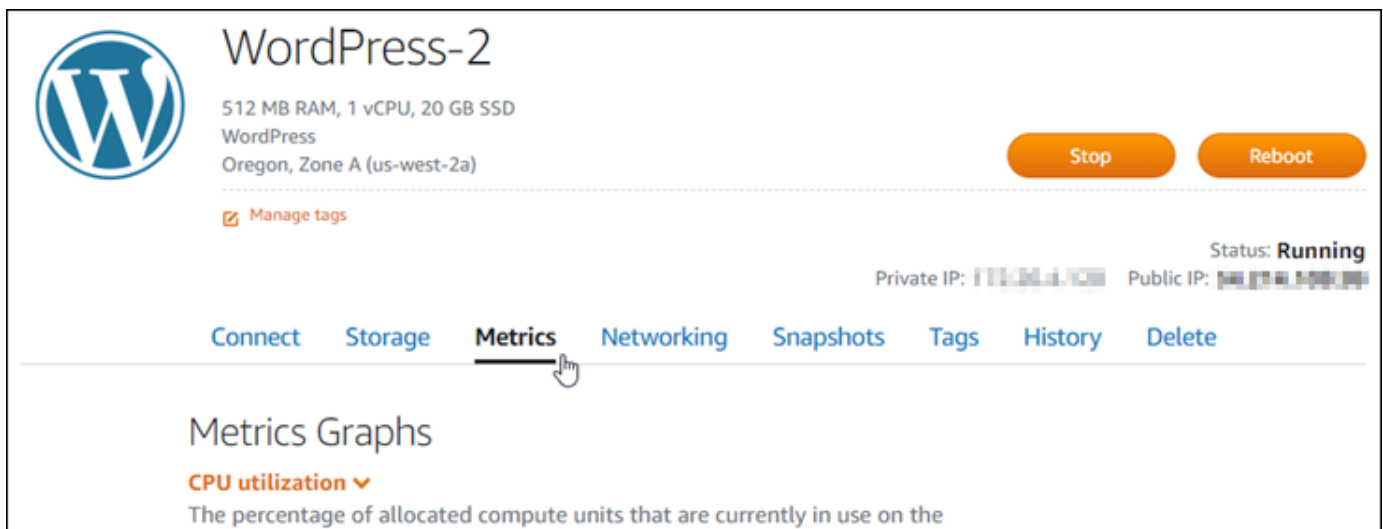 WordPress-2
512 MB RAM, 1 vCPU, 20 GB SSD
WordPress
Oregon, Zone A (us-west-2a)
Stop Reboot
Manage tags
Status: Running
Private IP: Public IP:
Connect Storage Metrics Networking Snapshots Tags History Delete
Metrics Graphs
CPU utilization
The percentage of allocated compute units that are currently in use on the